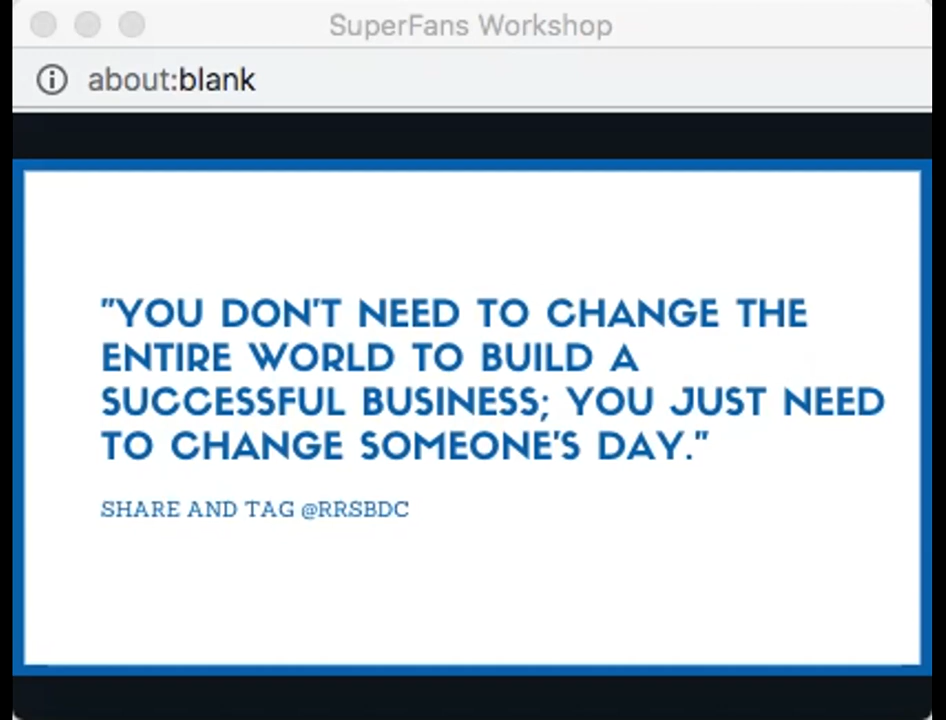 SuperFans Workshop
about:blank
"YOU DON'T NEED TO CHANGE THE
ENTIRE WORLD TO BUILD A
SUCCESSFUL BUSINESS; YOU JUST NEED
TO CHANGE SOMEONE'S DAY."
SHARE AND TAG @RRSBDC